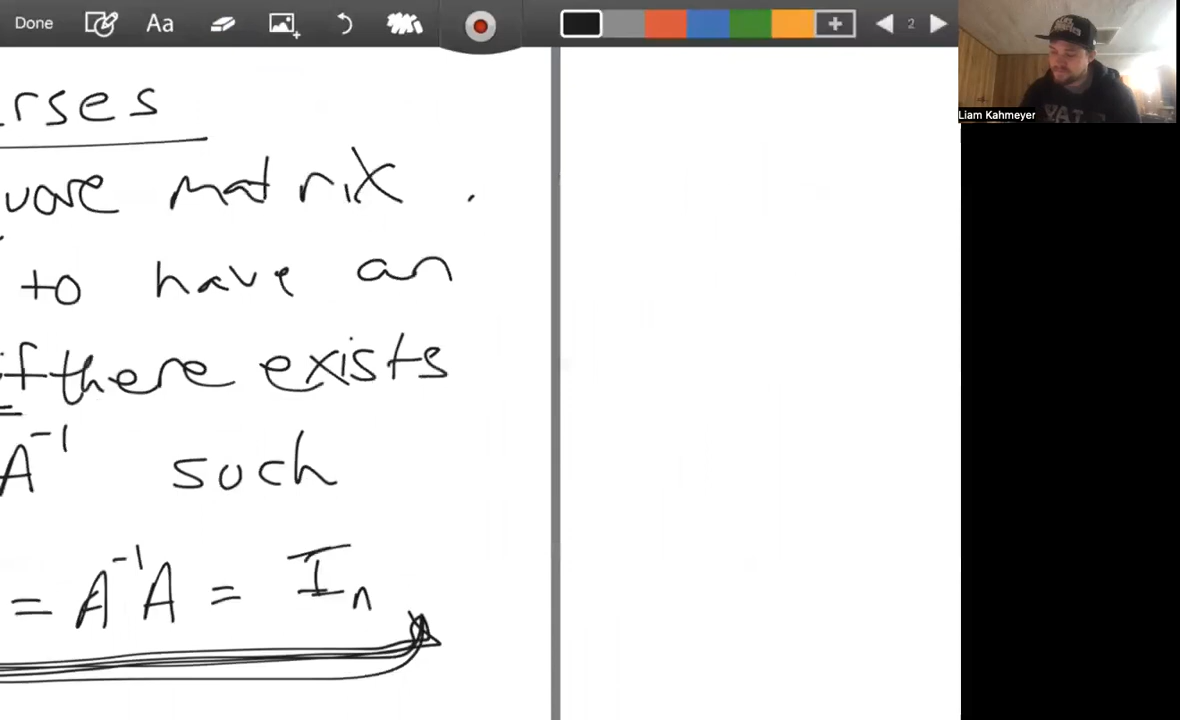 Done Aa 2
Liam Kahmeyer
rses
uare matrix .
to have an
if there exists
A⁻¹ such
= A⁻¹A = Iₙ